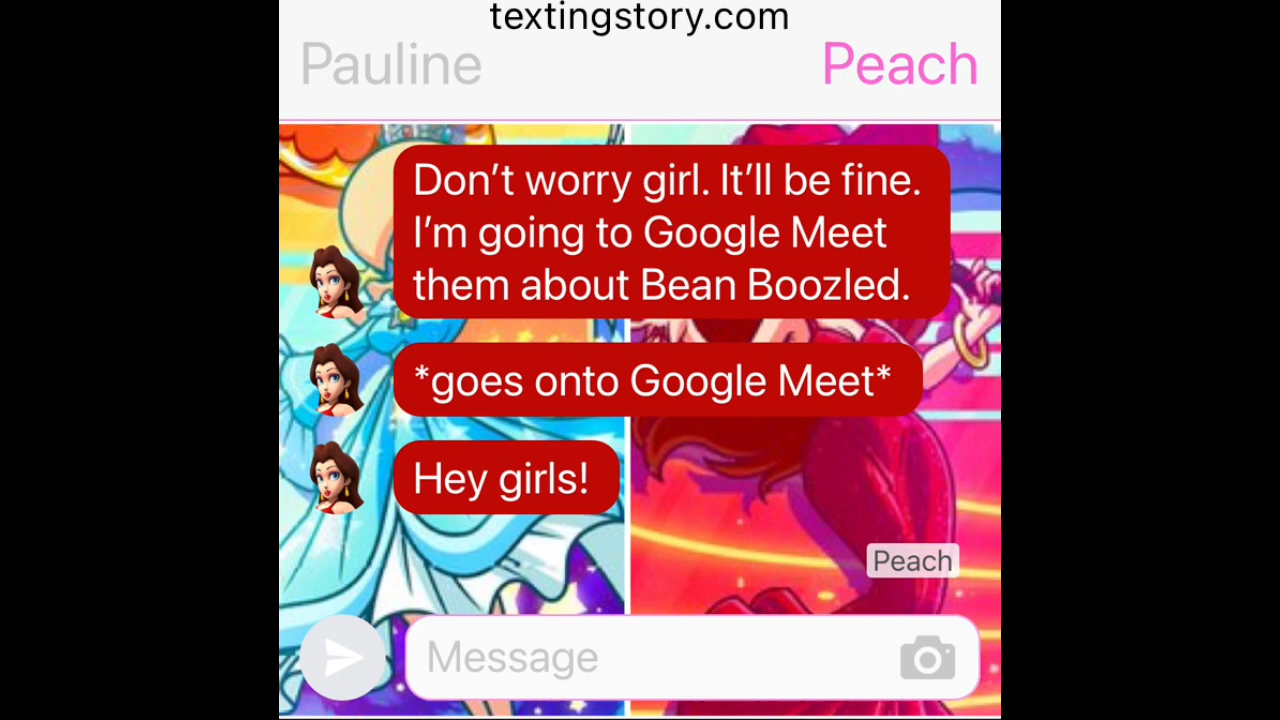 textingstory.com
Pauline
Peach
Don’t worry girl. It’ll be fine.
I’m going to Google Meet
them about Bean Boozled.
*goes onto Google Meet*
Hey girls!
Peach
Message